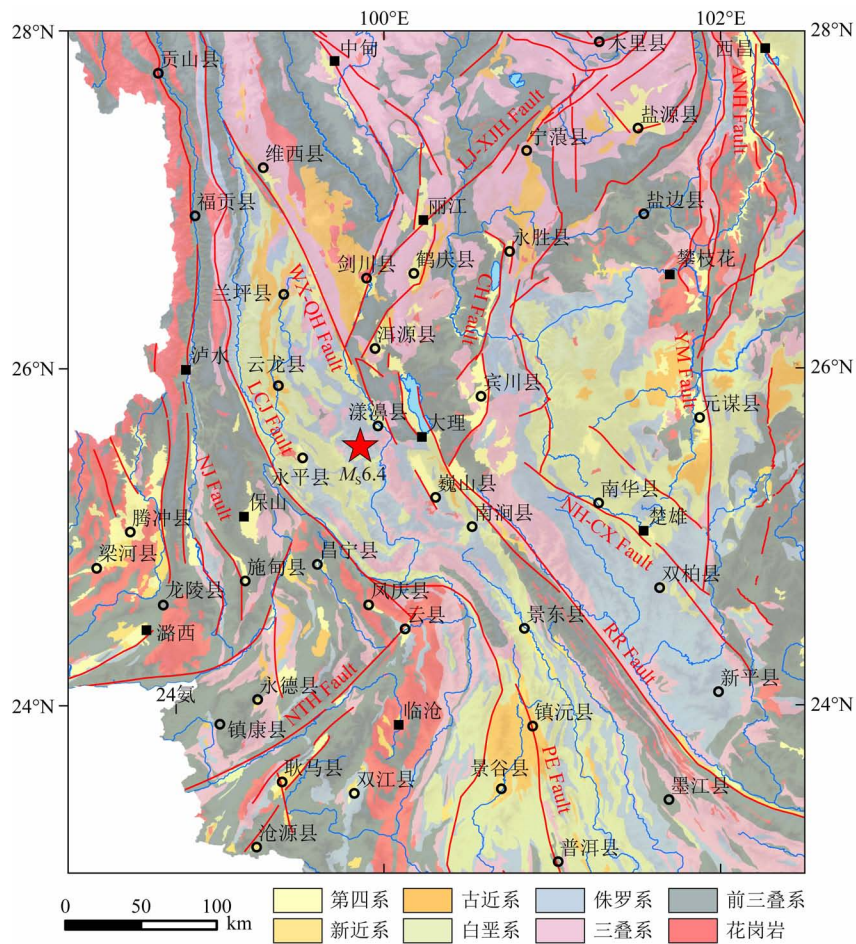 100°E
102°E
28°N
28°N
中甸
木里县
西昌
贡山县
ANH Fault
盐源县
LJ-XJH Fault
宁蒗县
维西县
丽江
盐边县
福贡县
永胜县
鹤庆县
剑川县
攀枝花
兰坪县
WX-QH Fault
CH Fault
洱源县
YM Fault
26°N
26°N
泸水
云龙县
宾川县
元谋县
LCJ Fault
漾濞县
大理
永平县
Ms6.4
巍山县
南华县
NJ Fault
保山
南涧县
楚雄
NH-CX Fault
腾冲县
梁河县
昌宁县
施甸县
双柏县
龙陵县
凤庆县
潞西
云县
景东县
RR Fault
新平县
24氨
永德县
24°N
24°N
NTH Fault
镇康县
临沧
镇沅县
PE Fault
耿马县
双江县
景谷县
墨江县
沧源县
普洱县
0 50 100
km
第四系 古近系 侏罗系 前三叠系
新近系 白垩系 三叠系 花岗岩